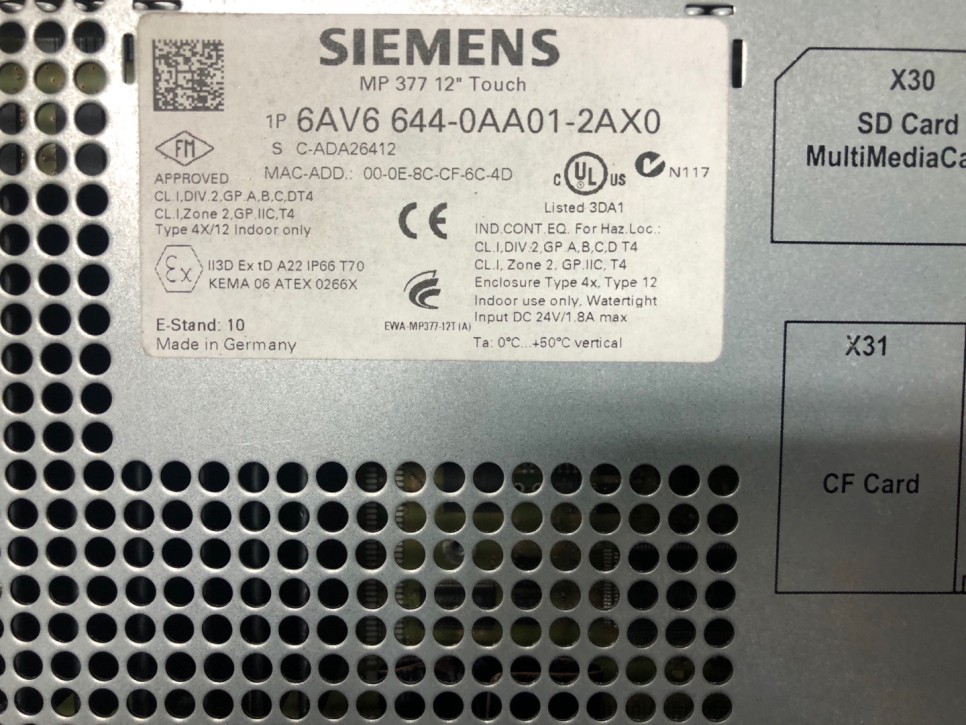 SIEMENS
MP 377 12" Touch
1P 6AV6 644-0AA01-2AX0
S C-ADA26412
MAC-ADD.: 00-0E-8C-CF-6C-4D
FM
APPROVED
CL.I,DIV.2,GP.A,B,C,DT4
CL.I,Zone 2,GP.IIC,T4
Type 4X/12 Indoor only
Ex
II3D Ex tD A22 IP66 T70
KEMA 06 ATEX 0266X
E-Stand: 10
Made in Germany
CE
EWA-MP377-12T (A)
C UL US
N117
Listed 3DA1
IND.CONT.EQ. For Haz.Loc.:
CL.I,DIV.2,GP A,B,C,D T4
CL.I, Zone 2, GP.IIC, T4
Enclosure Type 4x, Type 12
Indoor use only, Watertight
Input DC 24V/1.8A max
Ta: 0°C...+50°C vertical
X30
SD Card
MultiMediaCa
X31
CF Card